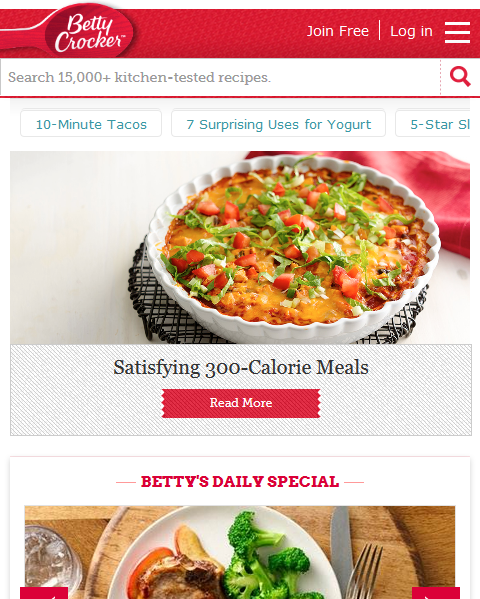 Betty
Crocker™
Join Free
Log in
Search 15,000+ kitchen-tested recipes.
10-Minute Tacos
7 Surprising Uses for Yogurt
5-Star Sl
Satisfying 300-Calorie Meals
Read More
BETTY'S DAILY SPECIAL